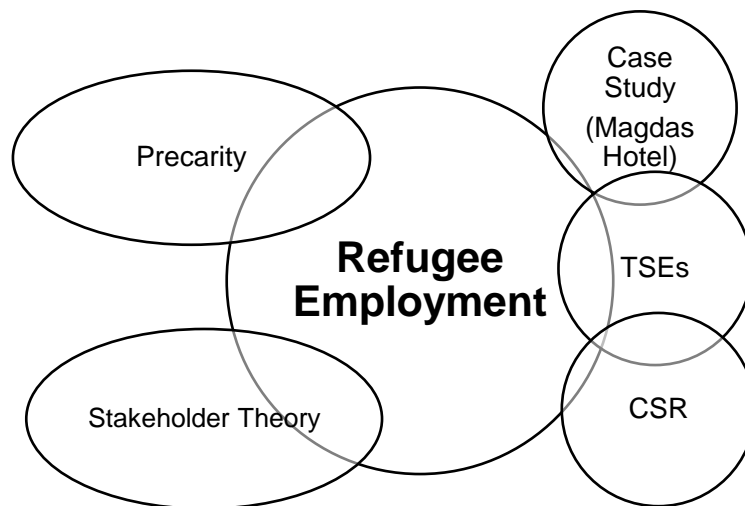 Case
Study
(Magdas
Hotel)
Precarity
Refugee
Employment
TSEs
Stakeholder Theory
CSR